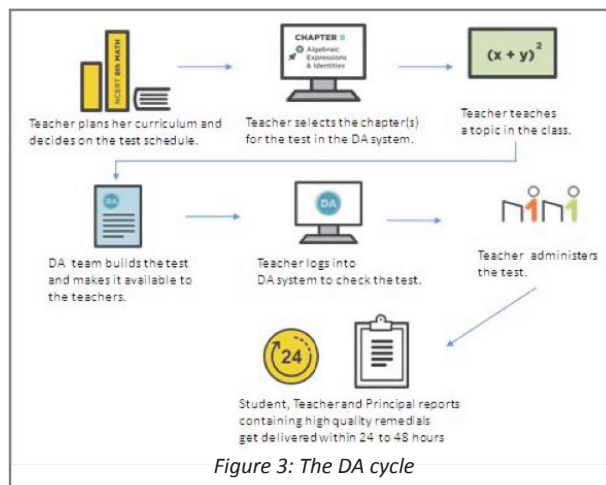 NCERT 8th MATH
Teacher plans her curriculum and
decides on the test schedule.
CHAPTER 9
Algebraic
Expressions
& Identities
Teacher selects the chapter(s)
for the test in the DA system.
(x + y)²
Teacher teaches
a topic in the class.
DA
DA team builds the test
and makes it available to
the teachers.
DA
Teacher logs into
DA system to check the test.
Teacher administers
the test.
24
Student, Teacher and Principal reports
containing high quality remedials
get delivered within 24 to 48 hours
Figure 3: The DA cycle